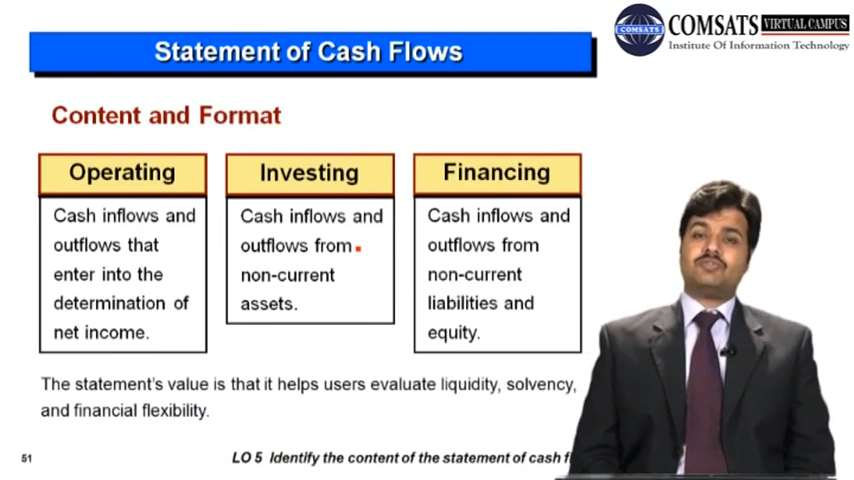 Statement of Cash Flows
COMSATS
COMSATS VIRTUAL CAMPUS
Institute Of Information Technology
Content and Format
Operating
Cash inflows and
outflows that
enter into the
determination of
net income.
Investing
Cash inflows and
outflows from
non-current
assets.
Financing
Cash inflows and
outflows from
non-current
liabilities and
equity.
The statement's value is that it helps users evaluate liquidity, solvency,
and financial flexibility.
51
LO 5 Identify the content of the statement of cash